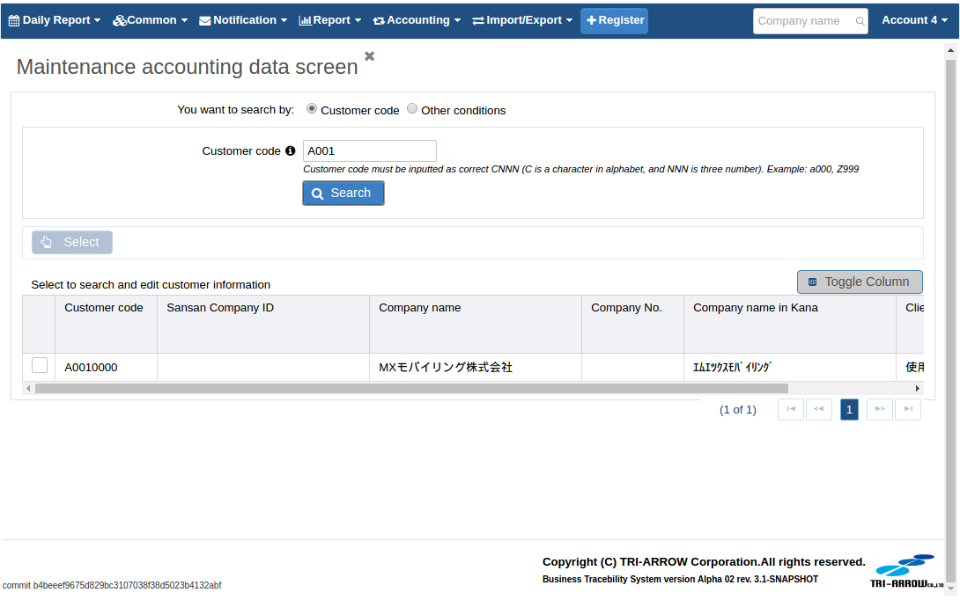 Daily Report Common Notification Report Accounting Import/Export + Register Company name Account 4
Maintenance accounting data screen
You want to search by: Customer code Other conditions
Customer code A001
Customer code must be inputted as correct CNNN (C is a character in alphabet, and NNN is three number). Example: a000, Z999
Search
Select
Select to search and edit customer information Toggle Column
Customer code Sansan Company ID Company name Company No. Company name in Kana Clie
A0010000 MXモバイリング株式会社 ｴﾑｴｯｸｽﾓﾊﾞｲﾘﾝｸﾞ 使用
(1 of 1) 1
Copyright (C) TRI-ARROW Corporation.All rights reserved.
Business Tracebility System version Alpha 02 rev. 3.1-SNAPSHOT
TRI-ARROW Co.,LTD
commit b4beeef9675d829bc3107038f38d5023b4132abf